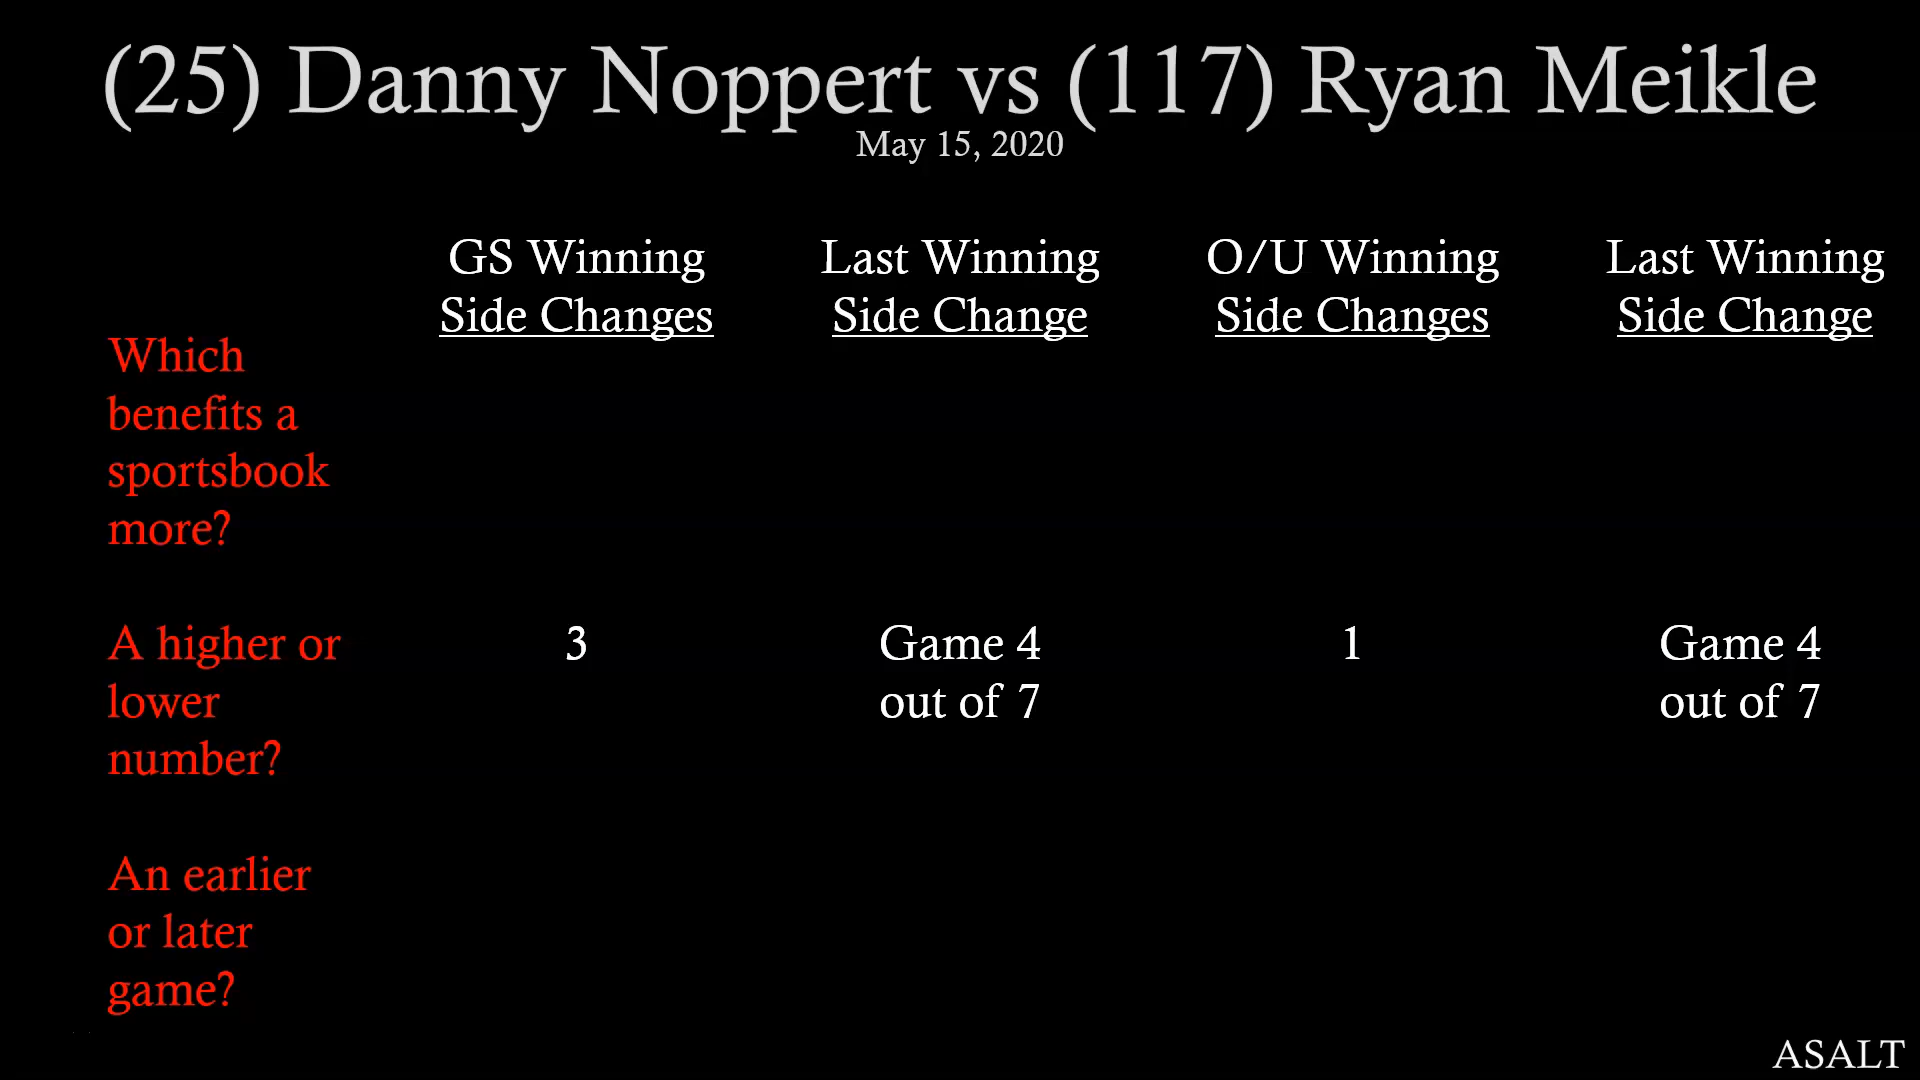 (25) Danny Noppert vs (117) Ryan Meikle
May 15, 2020
GS Winning
Side Changes
Last Winning
Side Change
O/U Winning
Side Changes
Last Winning
Side Change
Which
benefits a
sportsbook
more?
A higher or
lower
number?
3
Game 4
out of 7
1
Game 4
out of 7
An earlier
or later
game?
ASALT